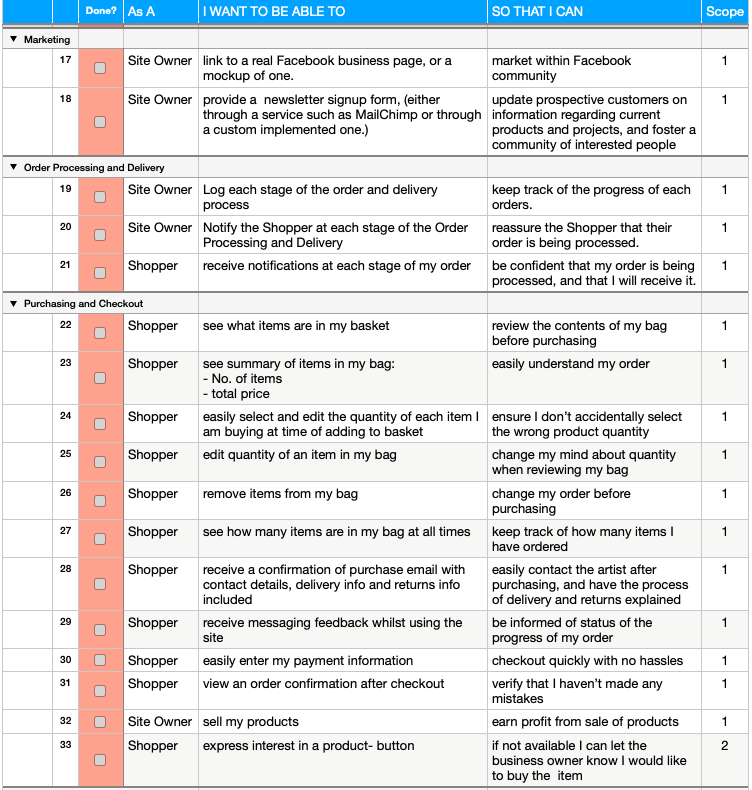 Done? As A I WANT TO BE ABLE TO SO THAT I CAN Scope
▼ Marketing
17 Site Owner link to a real Facebook business page, or a market within Facebook 1
mockup of one. community
18 Site Owner provide a  newsletter signup form, (either update prospective customers on 1
through a service such as MailChimp or through information regarding current
a custom implemented one.) products and projects, and foster a
community of interested people
▼ Order Processing and Delivery
19 Site Owner Log each stage of the order and delivery keep track of the progress of each 1
process orders.
20 Site Owner Notify the Shopper at each stage of the Order reassure the Shopper that their 1
Processing and Delivery order is being processed.
21 Shopper receive notifications at each stage of my order be confident that my order is being 1
processed, and that I will receive it.
▼ Purchasing and Checkout
22 Shopper see what items are in my basket review the contents of my bag 1
before purchasing
23 Shopper see summary of items in my bag: easily understand my order 1
- No. of items
- total price
24 Shopper easily select and edit the quantity of each item I ensure I don’t accidentally select 1
am buying at time of adding to basket the wrong product quantity
25 Shopper edit quantity of an item in my bag change my mind about quantity 1
when reviewing my bag
26 Shopper remove items from my bag change my order before 1
purchasing
27 Shopper see how many items are in my bag at all times keep track of how many items I 1
have ordered
28 Shopper receive a confirmation of purchase email with easily contact the artist after 1
contact details, delivery info and returns info purchasing, and have the process
included of delivery and returns explained
29 Shopper receive messaging feedback whilst using the be informed of status of the 1
site progress of my order
30 Shopper easily enter my payment information checkout quickly with no hassles 1
31 Shopper view an order confirmation after checkout verify that I haven’t made any 1
mistakes
32 Site Owner sell my products earn profit from sale of products 1
33 Shopper express interest in a product- button if not available I can let the 2
business owner know I would like
to buy the  item